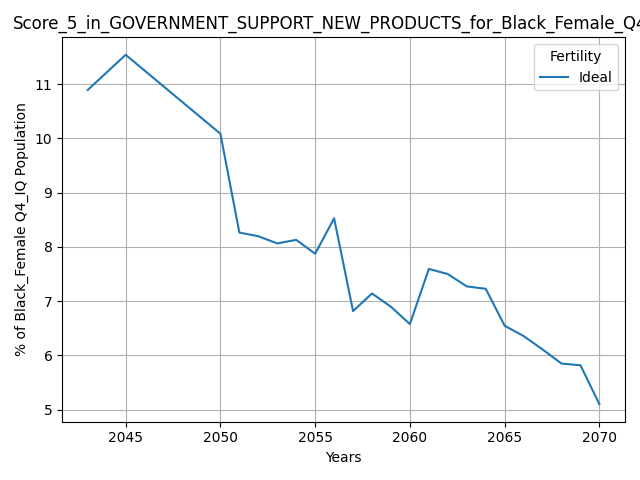 Score_5_in_GOVERNMENT_SUPPORT_NEW_PRODUCTS_for_Black_Female_Q4
Fertility
Ideal
% of Black_Female Q4_IQ Population
11
10
9
8
7
6
5
2045 2050 2055 2060 2065 2070
Years